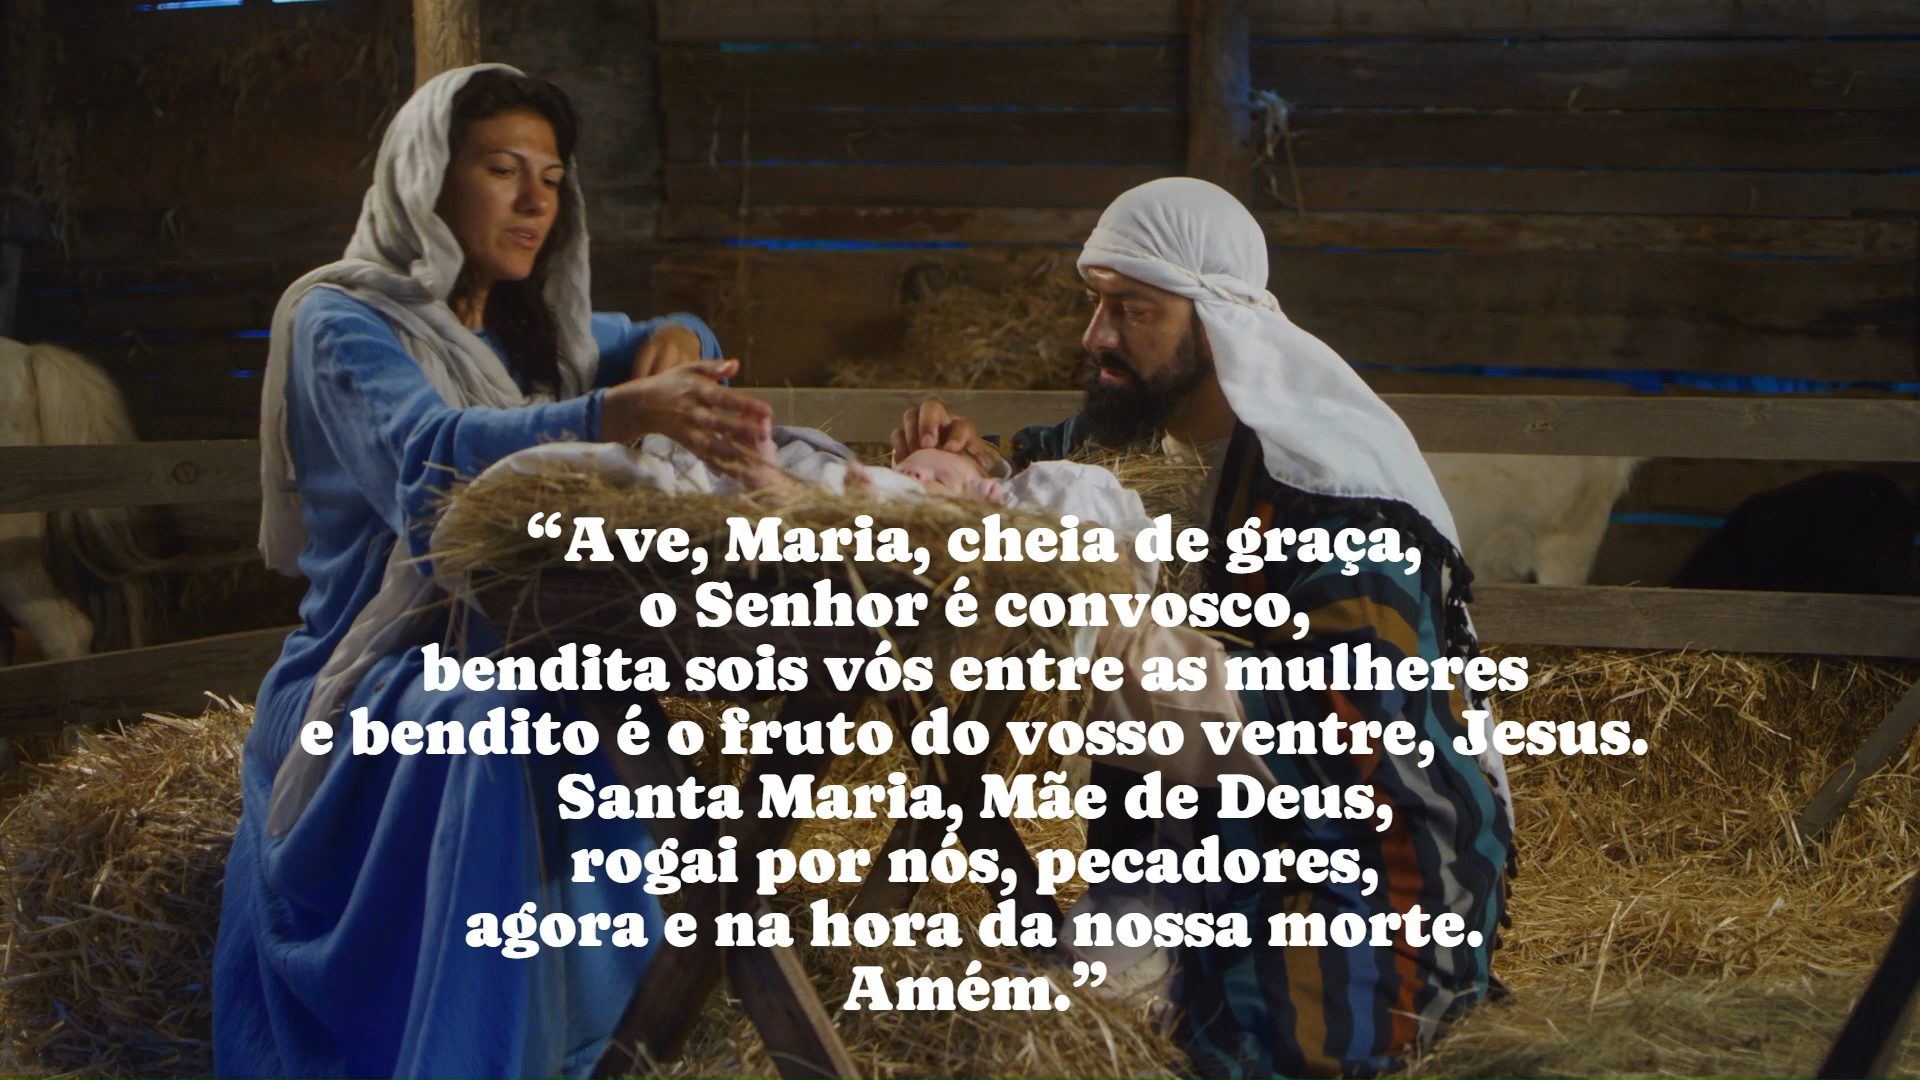 “Ave, Maria, cheia de graça,
o Senhor é convosco,
bendita sois vós entre as mulheres
e bendito é o fruto do vosso ventre, Jesus.
Santa Maria, Mãe de Deus,
rogai por nós, pecadores,
agora e na hora da nossa morte.
Amém.”